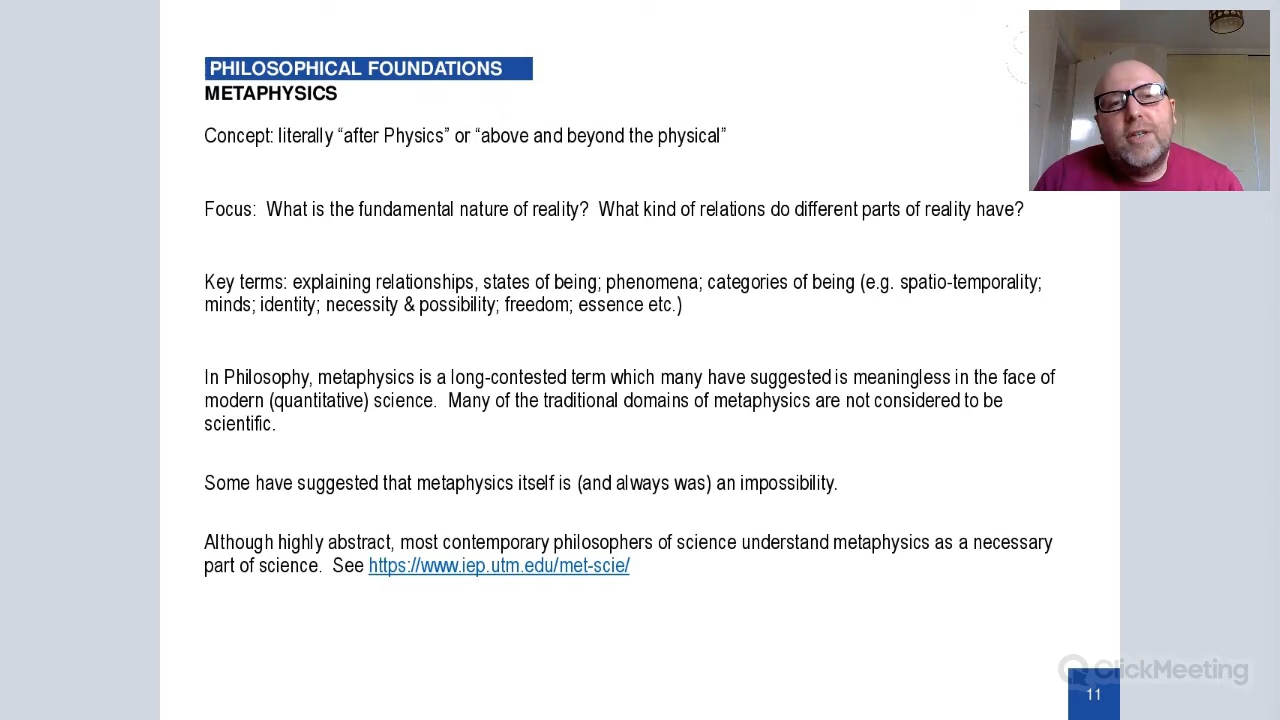 PHILOSOPHICAL FOUNDATIONS
METAPHYSICS
Concept: literally “after Physics” or “above and beyond the physical”
Focus:  What is the fundamental nature of reality?  What kind of relations do different parts of reality have?
Key terms: explaining relationships, states of being; phenomena; categories of being (e.g. spatio-temporality;
minds; identity; necessity & possibility; freedom; essence etc.)
In Philosophy, metaphysics is a long-contested term which many have suggested is meaningless in the face of
modern (quantitative) science.  Many of the traditional domains of metaphysics are not considered to be
scientific.
Some have suggested that metaphysics itself is (and always was) an impossibility.
Although highly abstract, most contemporary philosophers of science understand metaphysics as a necessary
part of science.  See https://www.iep.utm.edu/met-scie/
ClickMeeting
11